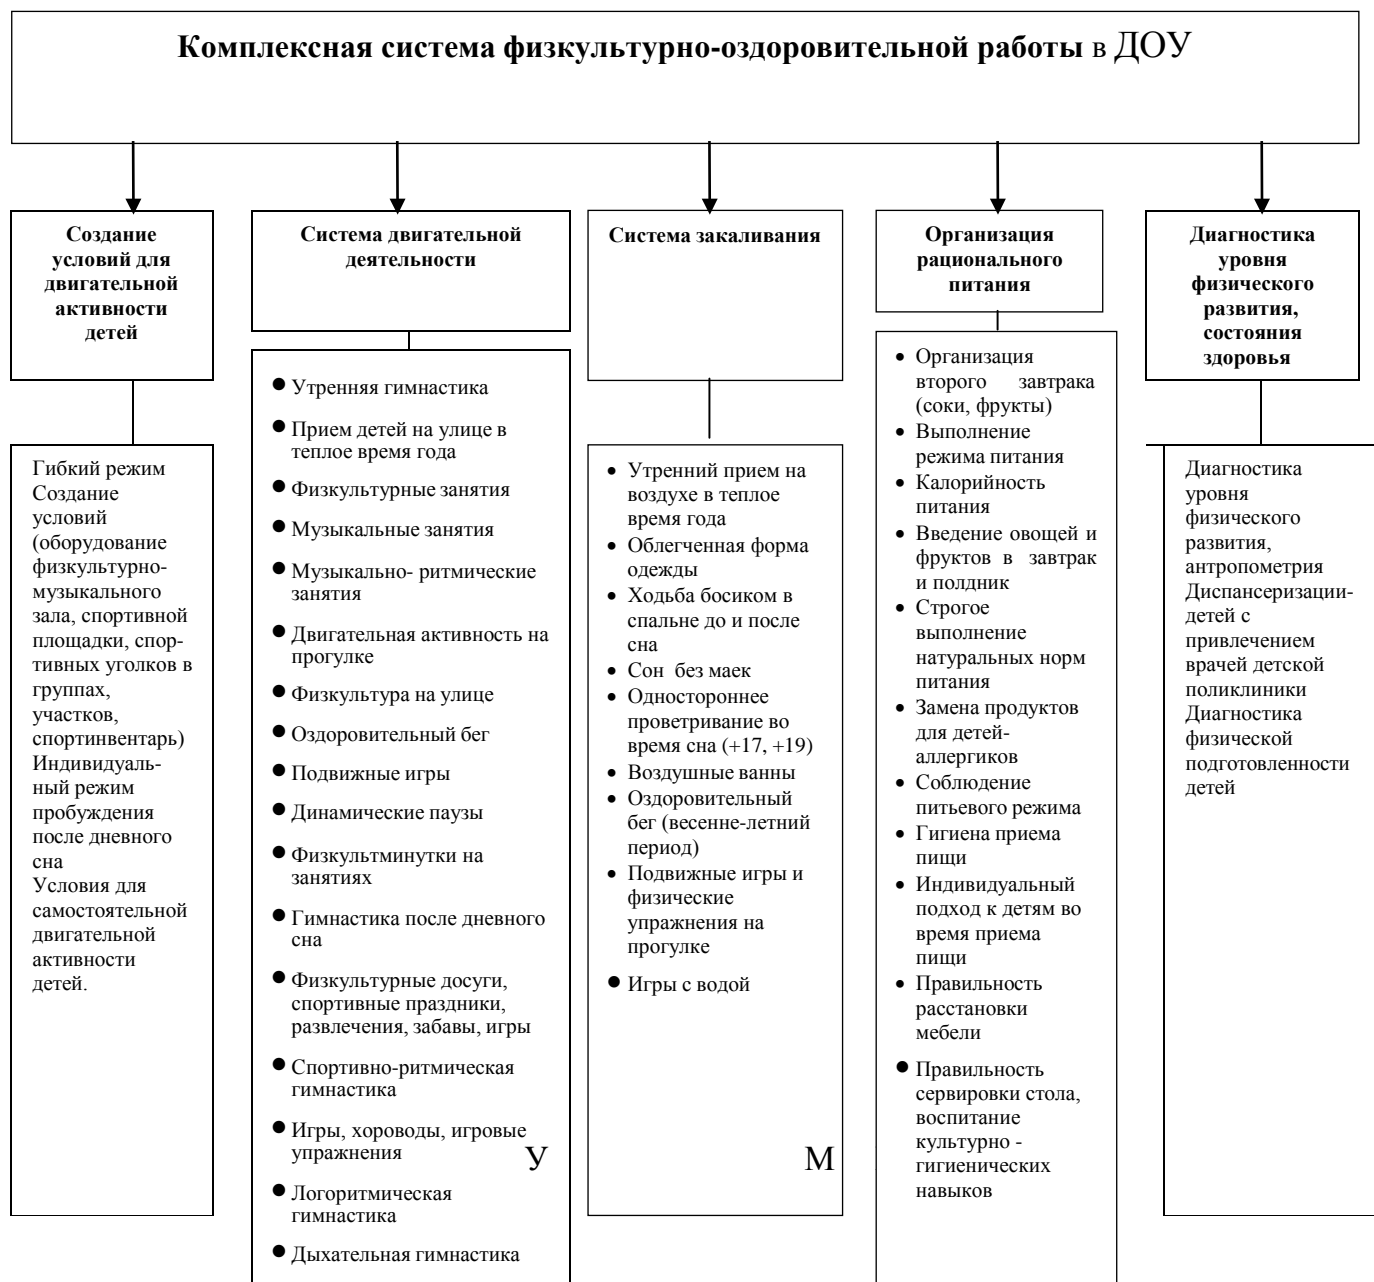 Комплексная система физкультурно-оздоровительной работы в ДОУ
Создание
условий для
двигательной
активности
детей
Гибкий режим
Создание
условий
(оборудование
физкультурно-
музыкального
зала, спортивной
площадки, спор-
тивных уголков в
группах,
участков,
спортинвентарь)
Индивидуаль-
ный режим
пробуждения
после дневного
сна
Условия для
самостоятельной
двигательной
активности
детей.
Система двигательной
деятельности
● Утренняя гимнастика
● Прием детей на улице в
теплое время года
● Физкультурные занятия
● Музыкальные занятия
● Музыкально- ритмические
занятия
● Двигательная активность на
прогулке
● Физкультура на улице
● Оздоровительный бег
● Подвижные игры
● Динамические паузы
● Физкультминутки на
занятиях
● Гимнастика после дневного
сна
● Физкультурные досуги,
спортивные праздники,
развлечения, забавы, игры
● Спортивно-ритмическая
гимнастика
● Игры, хороводы, игровые
упражнения
У
● Логоритмическая
гимнастика
● Дыхательная гимнастика
Система закаливания
• Утренний прием на
воздухе в теплое
время года
• Облегченная форма
одежды
• Ходьба босиком в
спальне до и после
сна
• Сон без маек
• Одностороннее
проветривание во
время сна (+17, +19)
• Воздушные ванны
• Оздоровительный
бег (весенне-летний
период)
• Подвижные игры и
физические
упражнения на
прогулке
● Игры с водой
М
Организация
рационального
питания
• Организация
второго завтрака
(соки, фрукты)
• Выполнение
режима питания
• Калорийность
питания
• Введение овощей и
фруктов в завтрак
и полдник
• Строгое
выполнение
натуральных норм
питания
• Замена продуктов
для детей-
аллергиков
• Соблюдение
питьевого режима
• Гигиена приема
пищи
• Индивидуальный
подход к детям во
время приема
пищи
• Правильность
расстановки
мебели
● Правильность
сервировки стола,
воспитание
культурно -
гигиенических
навыков
Диагностика
уровня
физического
развития,
состояния
здоровья
Диагностика
уровня
физического
развития,
антропометрия
Диспансеризации-
детей с
привлечением
врачей детской
поликлиники
Диагностика
физической
подготовленности
детей